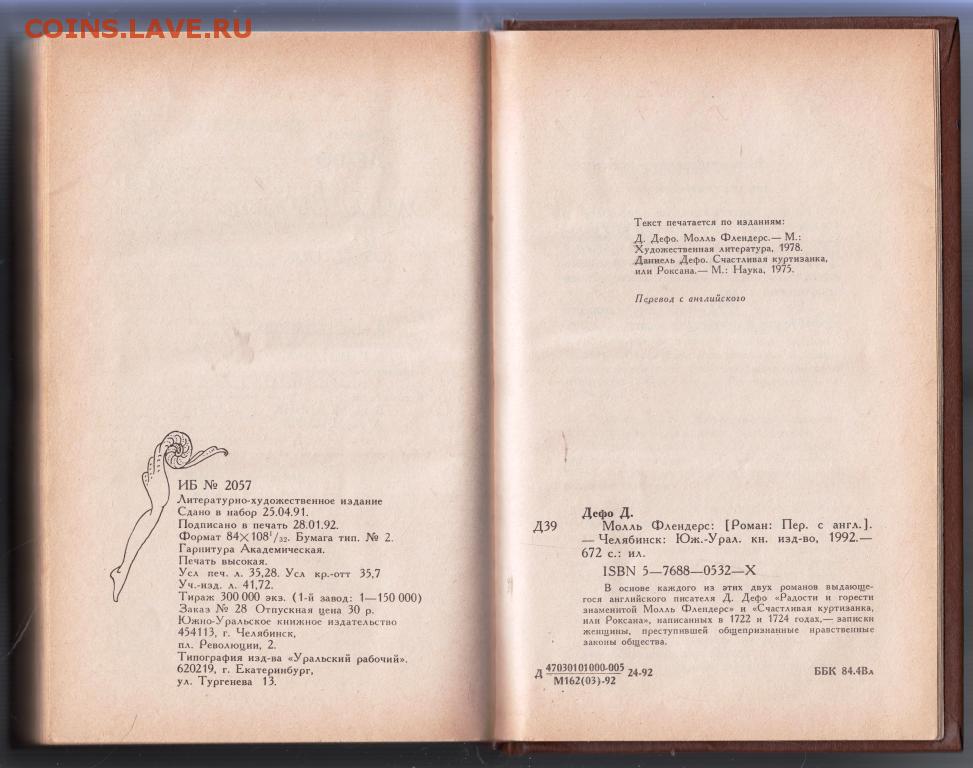 COINS.LAVE.RU
ИБ № 2057
Литературно-художественное издание
Сдано в набор 25.04.91.
Подписано в печать 28.01.92.
Формат 84×108¹/₃₂. Бумага тип. № 2.
Гарнитура Академическая.
Печать высокая.
Усл печ. л. 35,28. Усл кр.-отт 35,7
Уч.-изд. л. 41,72.
Тираж 300 000 экз. (1-й завод: 1—150 000)
Заказ № 28 Отпускная цена 30 р.
Южно-Уральское книжное издательство
454113, г. Челябинск,
пл. Революции, 2.
Типография изд-ва «Уральский рабочий».
620219, г. Екатеринбург,
ул. Тургенева 13.
Текст печатается по изданиям:
Д. Дефо. Молль Флендерс.— М.:
Художественная литература, 1978.
Даниель Дефо. Счастливая куртизанка,
или Роксана.— М.: Наука, 1975.
Перевод с английского
Дефо Д.
Д39 Молль Флендерс: [Роман: Пер. с англ.].
— Челябинск: Юж.-Урал. кн. изд-во, 1992.—
672 с.: ил.
ISBN 5—7688—0532—X
В основе каждого из этих двух романов выдающе-
гося английского писателя Д. Дефо «Радости и горести
знаменитой Молль Флендерс» и «Счастливая куртизанка,
или Роксана», написанных в 1722 и 1724 годах,— записки
женщины, преступившей общепризнанные нравственные
законы общества.
Д 47030101000-005 24-92
М162(03)-92
ББК 84.4Вл